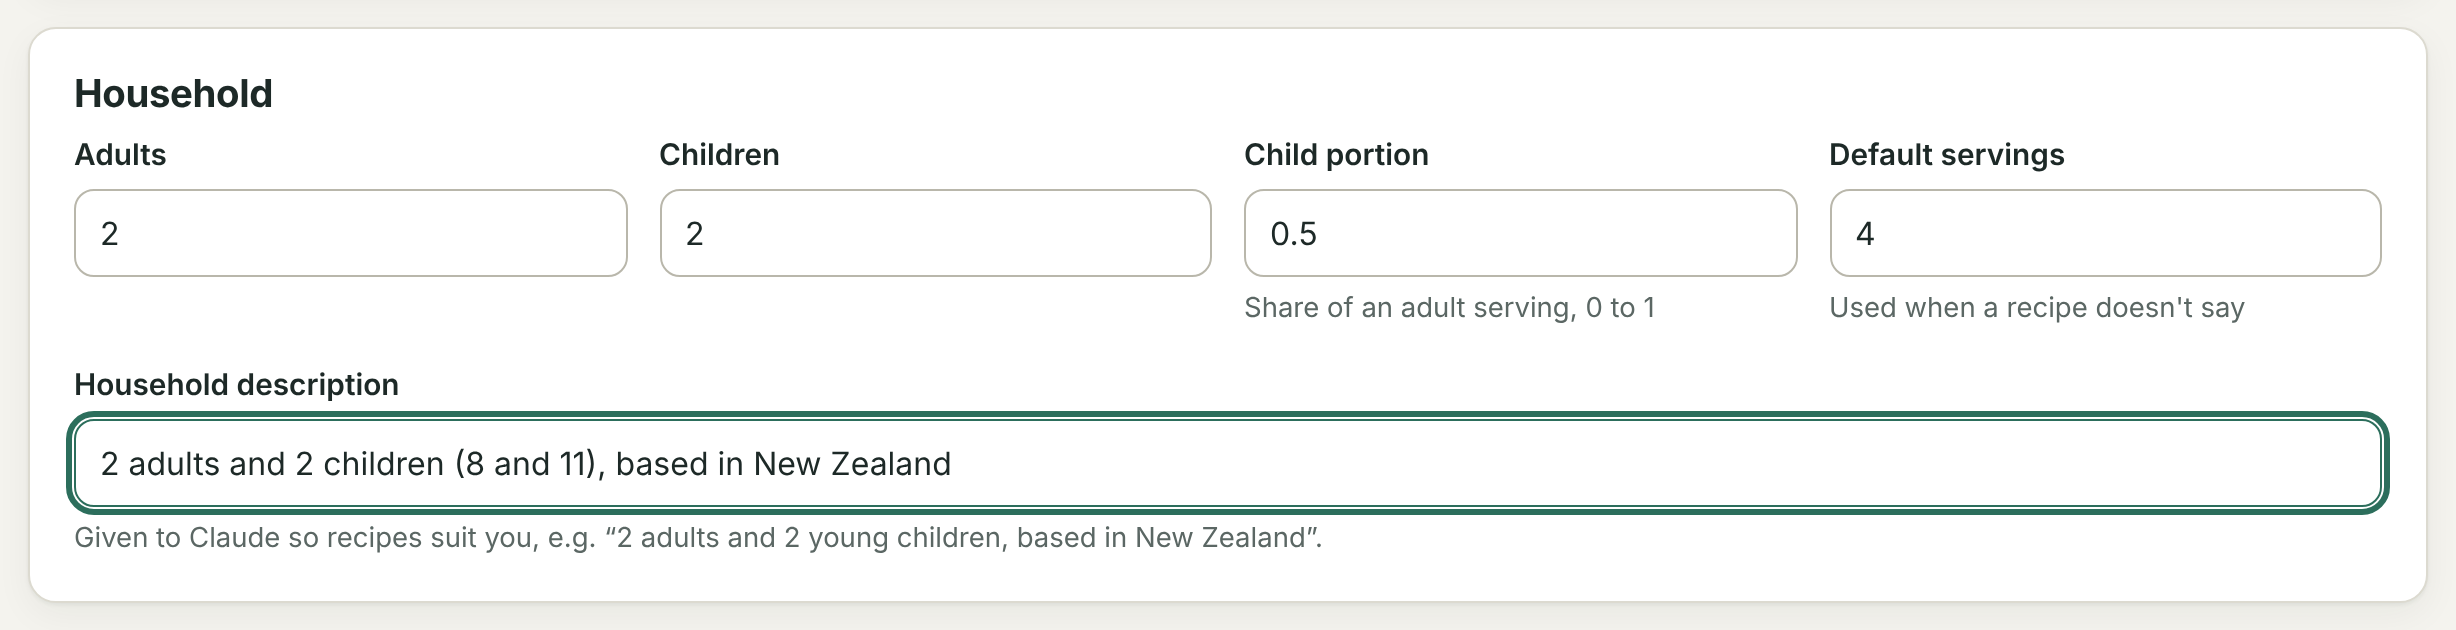 Household
Adults
Children
Child portion
Default servings
2
2
0.5
4
Share of an adult serving, 0 to 1
Used when a recipe doesn't say
Household description
2 adults and 2 children (8 and 11), based in New Zealand
Given to Claude so recipes suit you, e.g. “2 adults and 2 young children, based in New Zealand”.